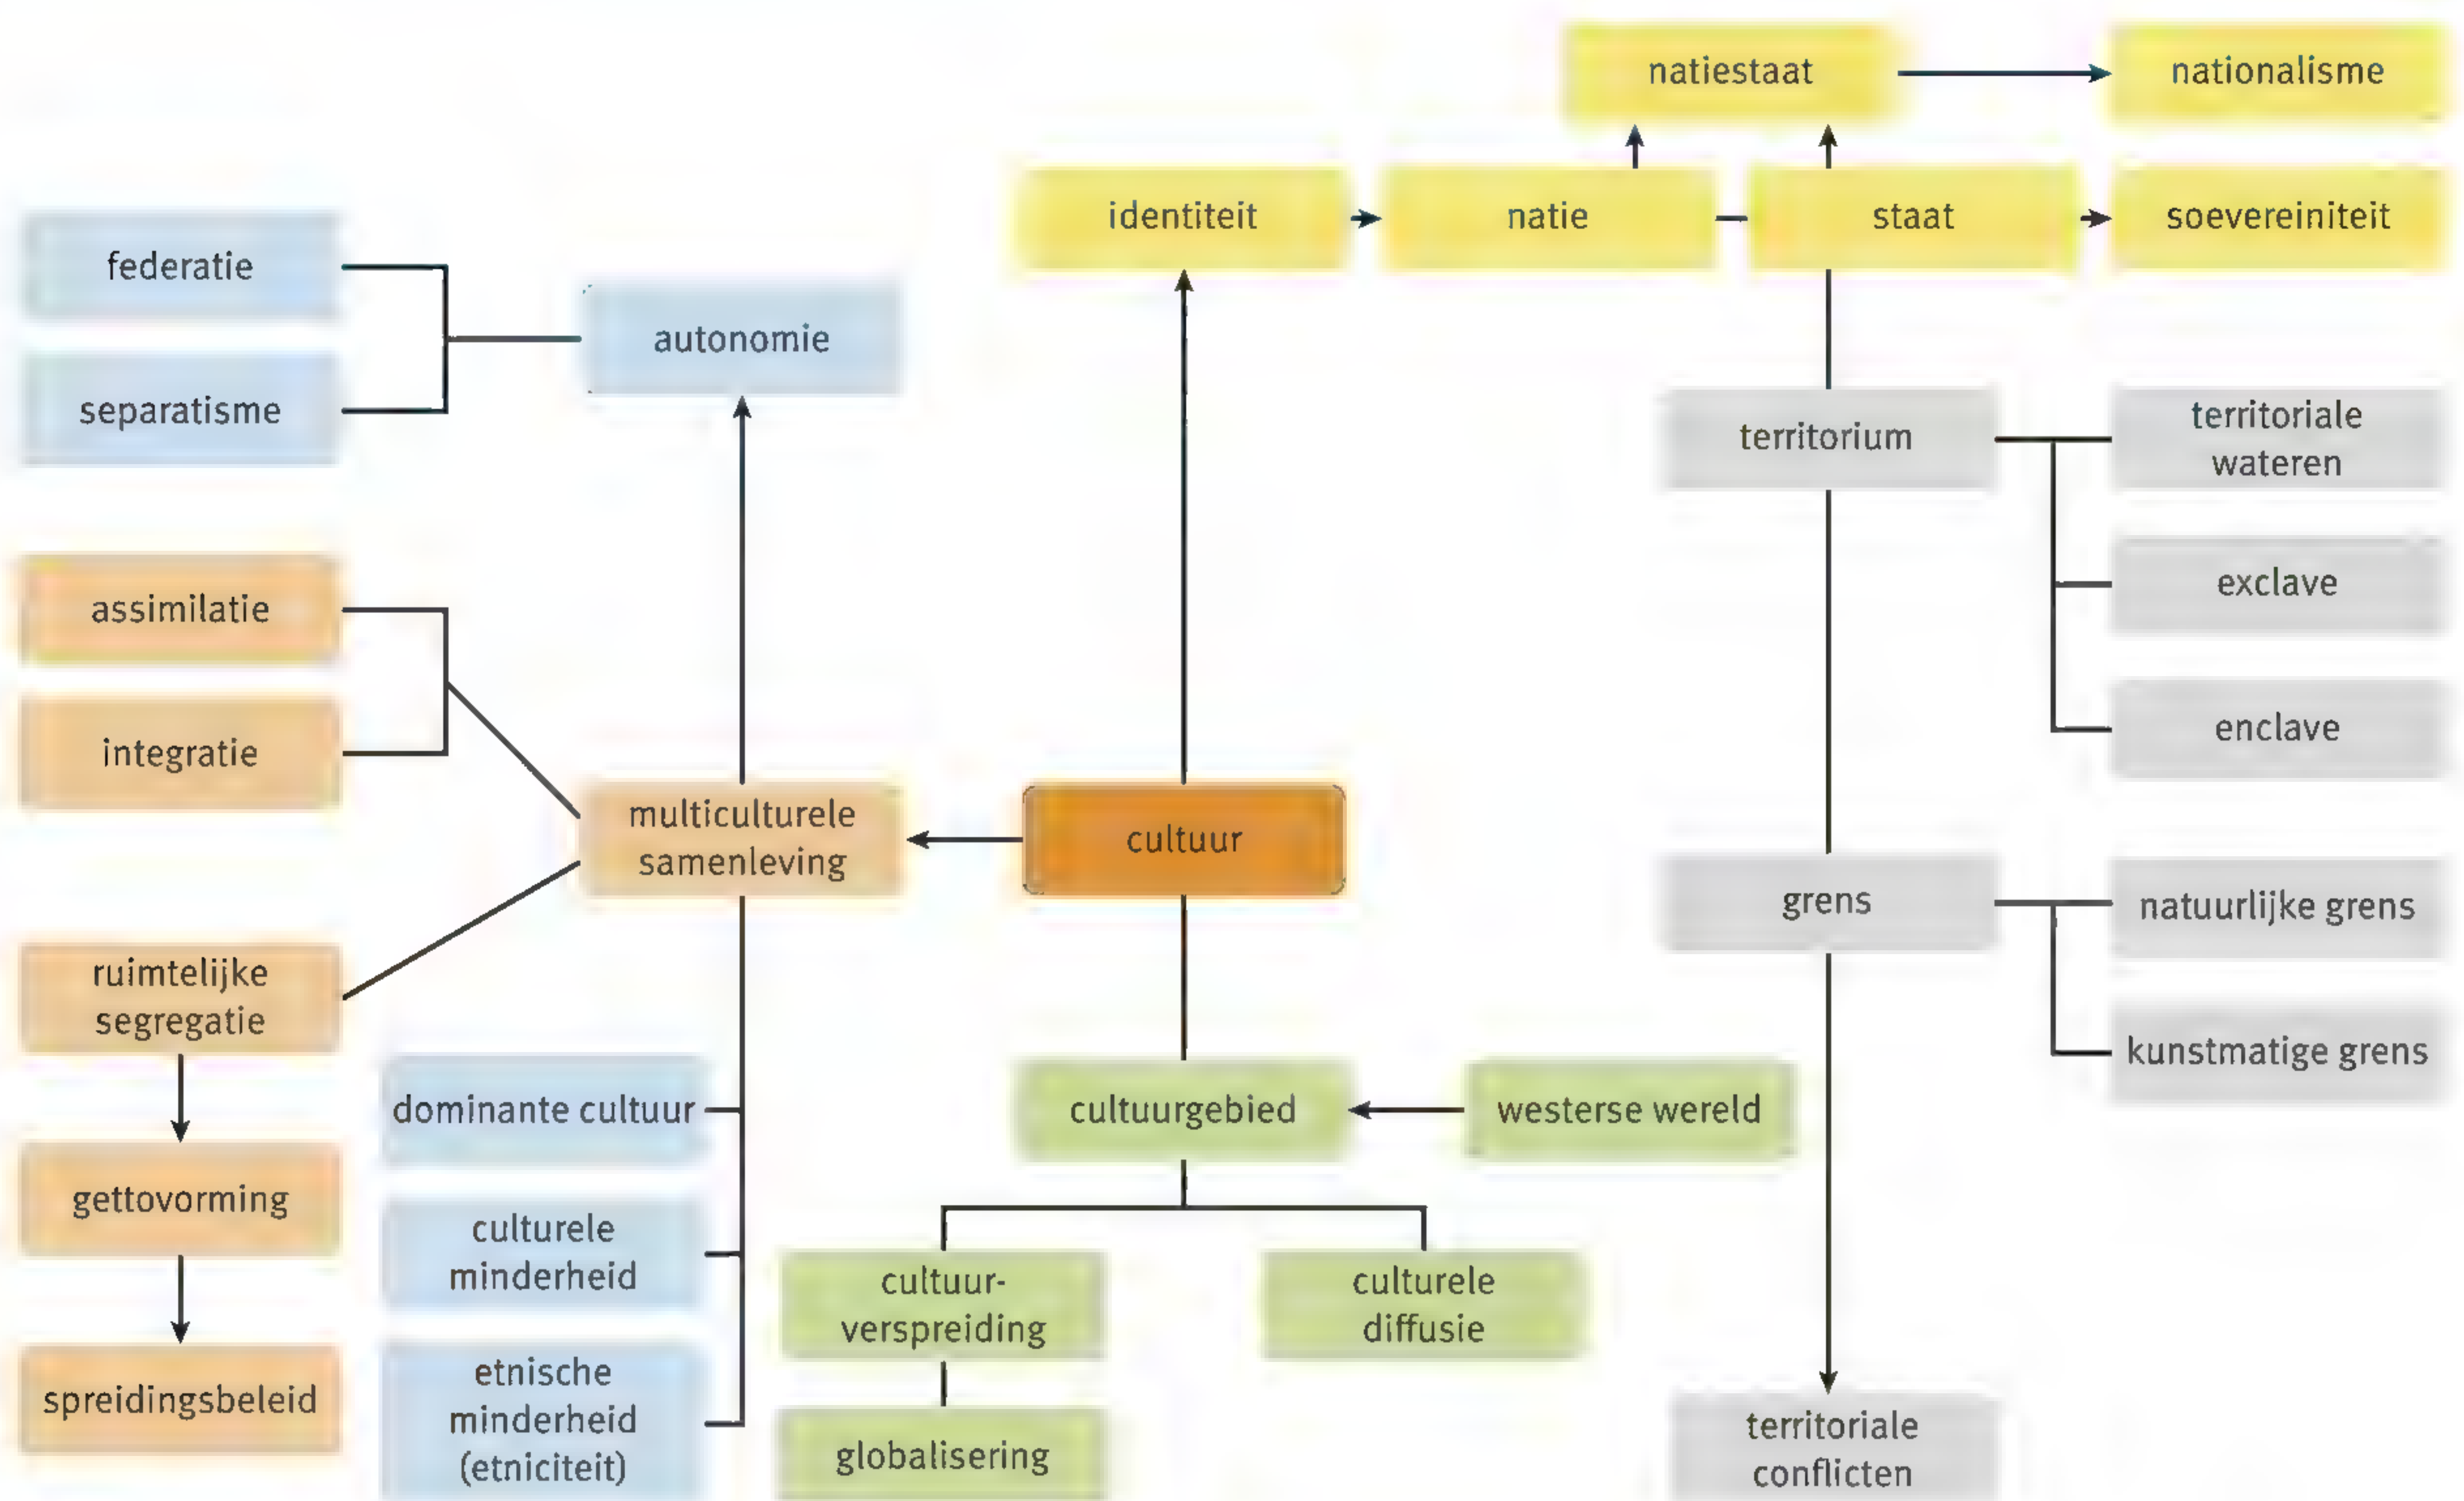 natiestaat
nationalisme
identiteit
natie
staat
soevereiniteit
federatie
autonomie
separatisme
territorium
territoriale
wateren
exclave
enclave
assimilatie
integratie
multiculturele
samenleving
cultuur
grens
natuurlijke grens
kunstmatige grens
ruimtelijke
segregatie
gettovorming
spreidingsbeleid
dominante cultuur
culturele
minderheid
etnische
minderheid
(etniciteit)
cultuurgebied
westerse wereld
cultuur-
verspreiding
culturele
diffusie
globalisering
territoriale
conflicten